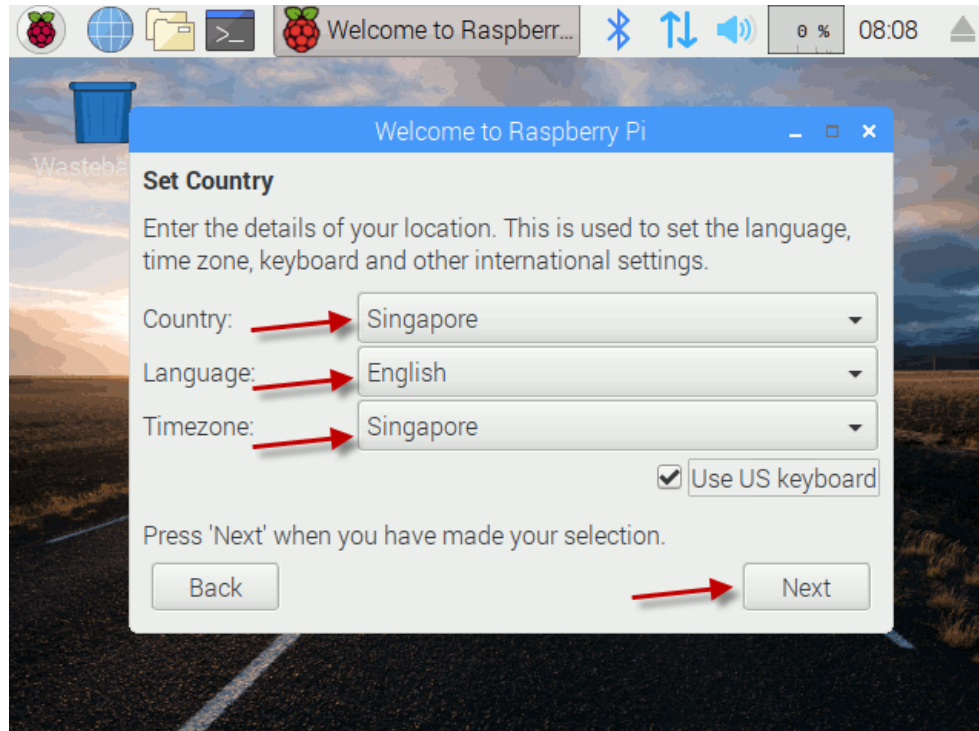 >_
Welcome to Raspberr...
0 %
08:08
Welcome to Raspberry Pi
Set Country
Enter the details of your location. This is used to set the language,
time zone, keyboard and other international settings.
Country:
Singapore
Language:
English
Timezone:
Singapore
Use US keyboard
Press 'Next' when you have made your selection.
Back
Next